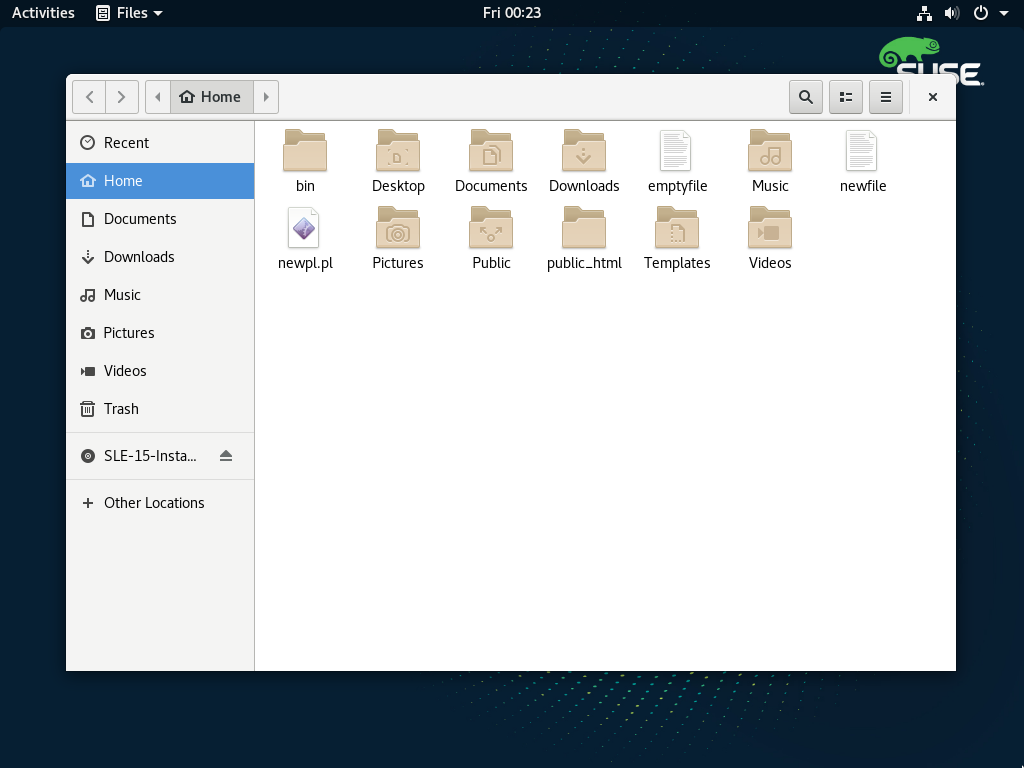 Activities Files Fri 00:23
SUSE
Home
Recent
Home
Documents
Downloads
Music
Pictures
Videos
Trash
SLE-15-Insta...
Other Locations
bin Desktop Documents Downloads emptyfile Music newfile
newpl.pl Pictures Public public_html Templates Videos